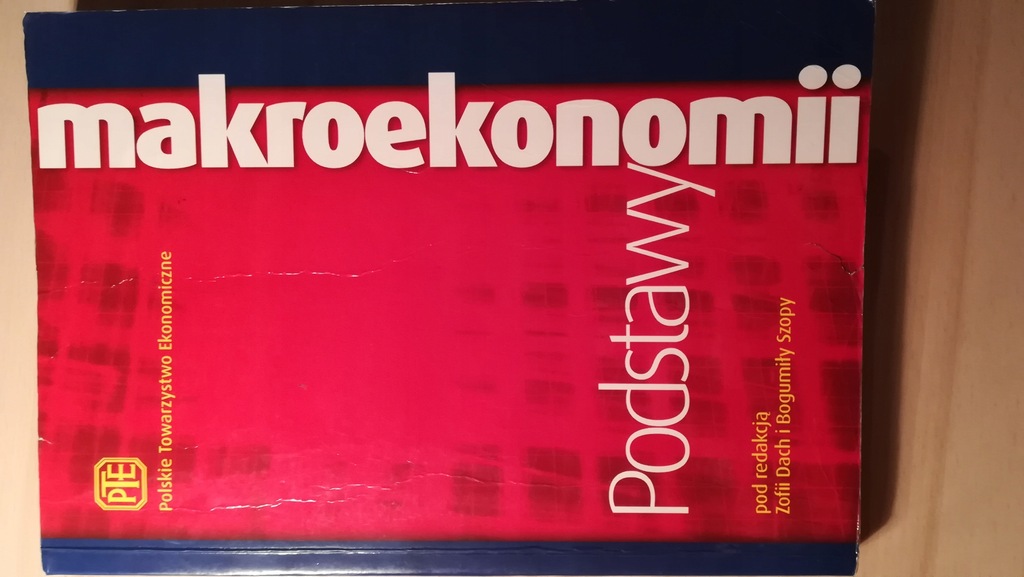 PTE
Polskie Towarzystwo Ekonomiczne
Podstawy
makroekonomii
pod redakcją
Zofii Dach i Bogumiły Szopy